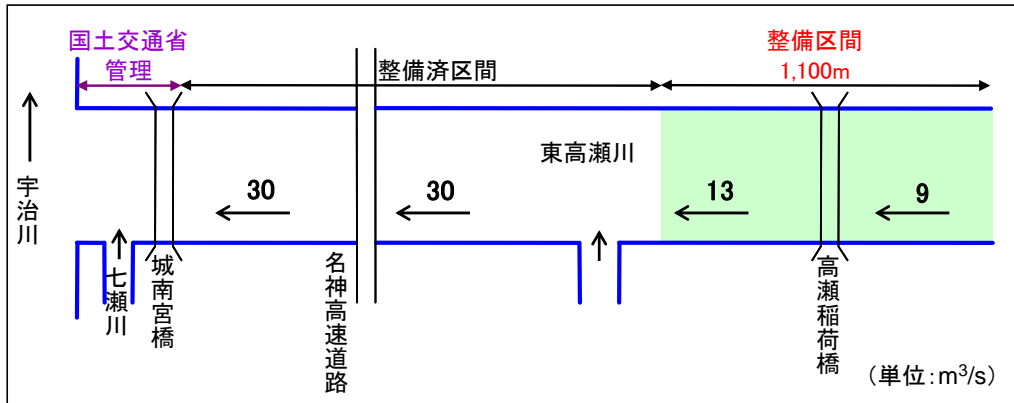 国土交通省
管理
整備済区間
整備区間
1,100m
東高瀬川
30
30
13
9
宇治川
七瀬川
城南宮橋
名神高速道路
高瀬稲荷橋
（単位：m³/s）